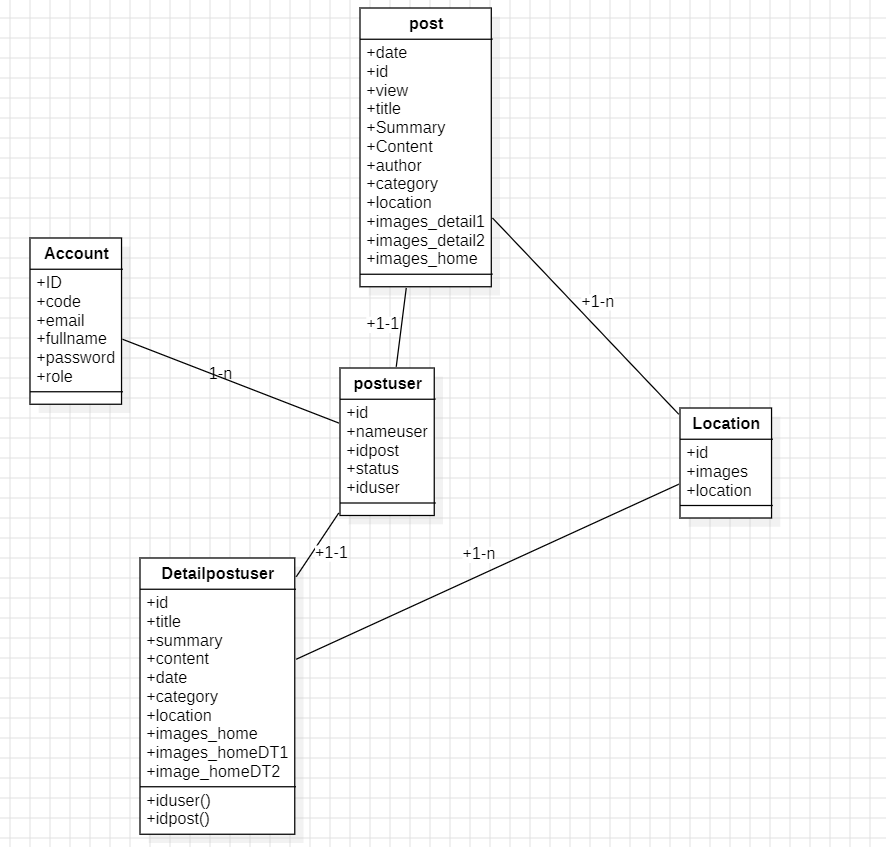 post
+date
+id
+view
+title
+Summary
+Content
+author
+category
+location
+images_detail1
+images_detail2
+images_home
Account
+ID
+code
+email
+fullname
+password
+role
+1-n
+1-1
1-n
postuser
+id
+nameuser
+idpost
+status
+iduser
Location
+id
+images
+location
+1-1
+1-n
Detailpostuser
+id
+title
+summary
+content
+date
+category
+location
+images_home
+images_homeDT1
+image_homeDT2
+iduser()
+idpost()